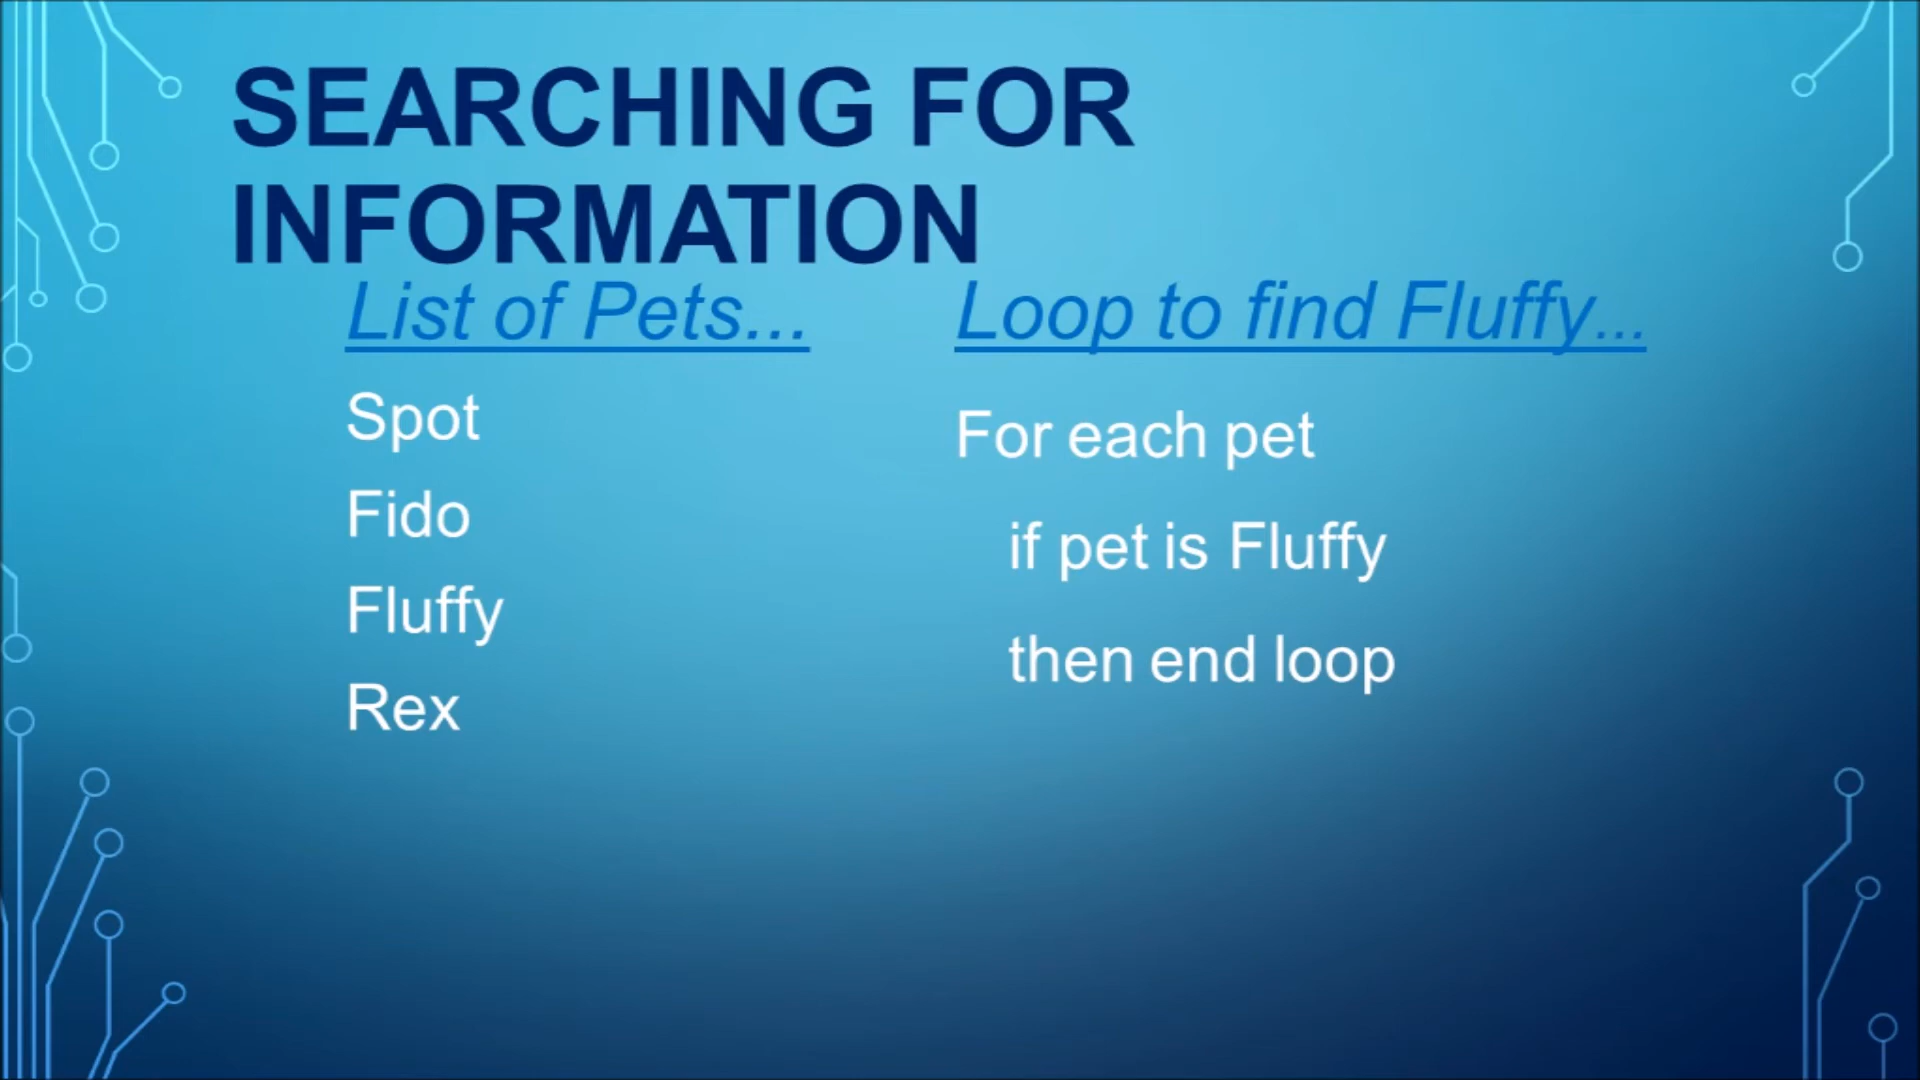 SEARCHING FOR
INFORMATION
List of Pets...
Spot
Fido
Fluffy
Rex
Loop to find Fluffy...
For each pet
if pet is Fluffy
then end loop